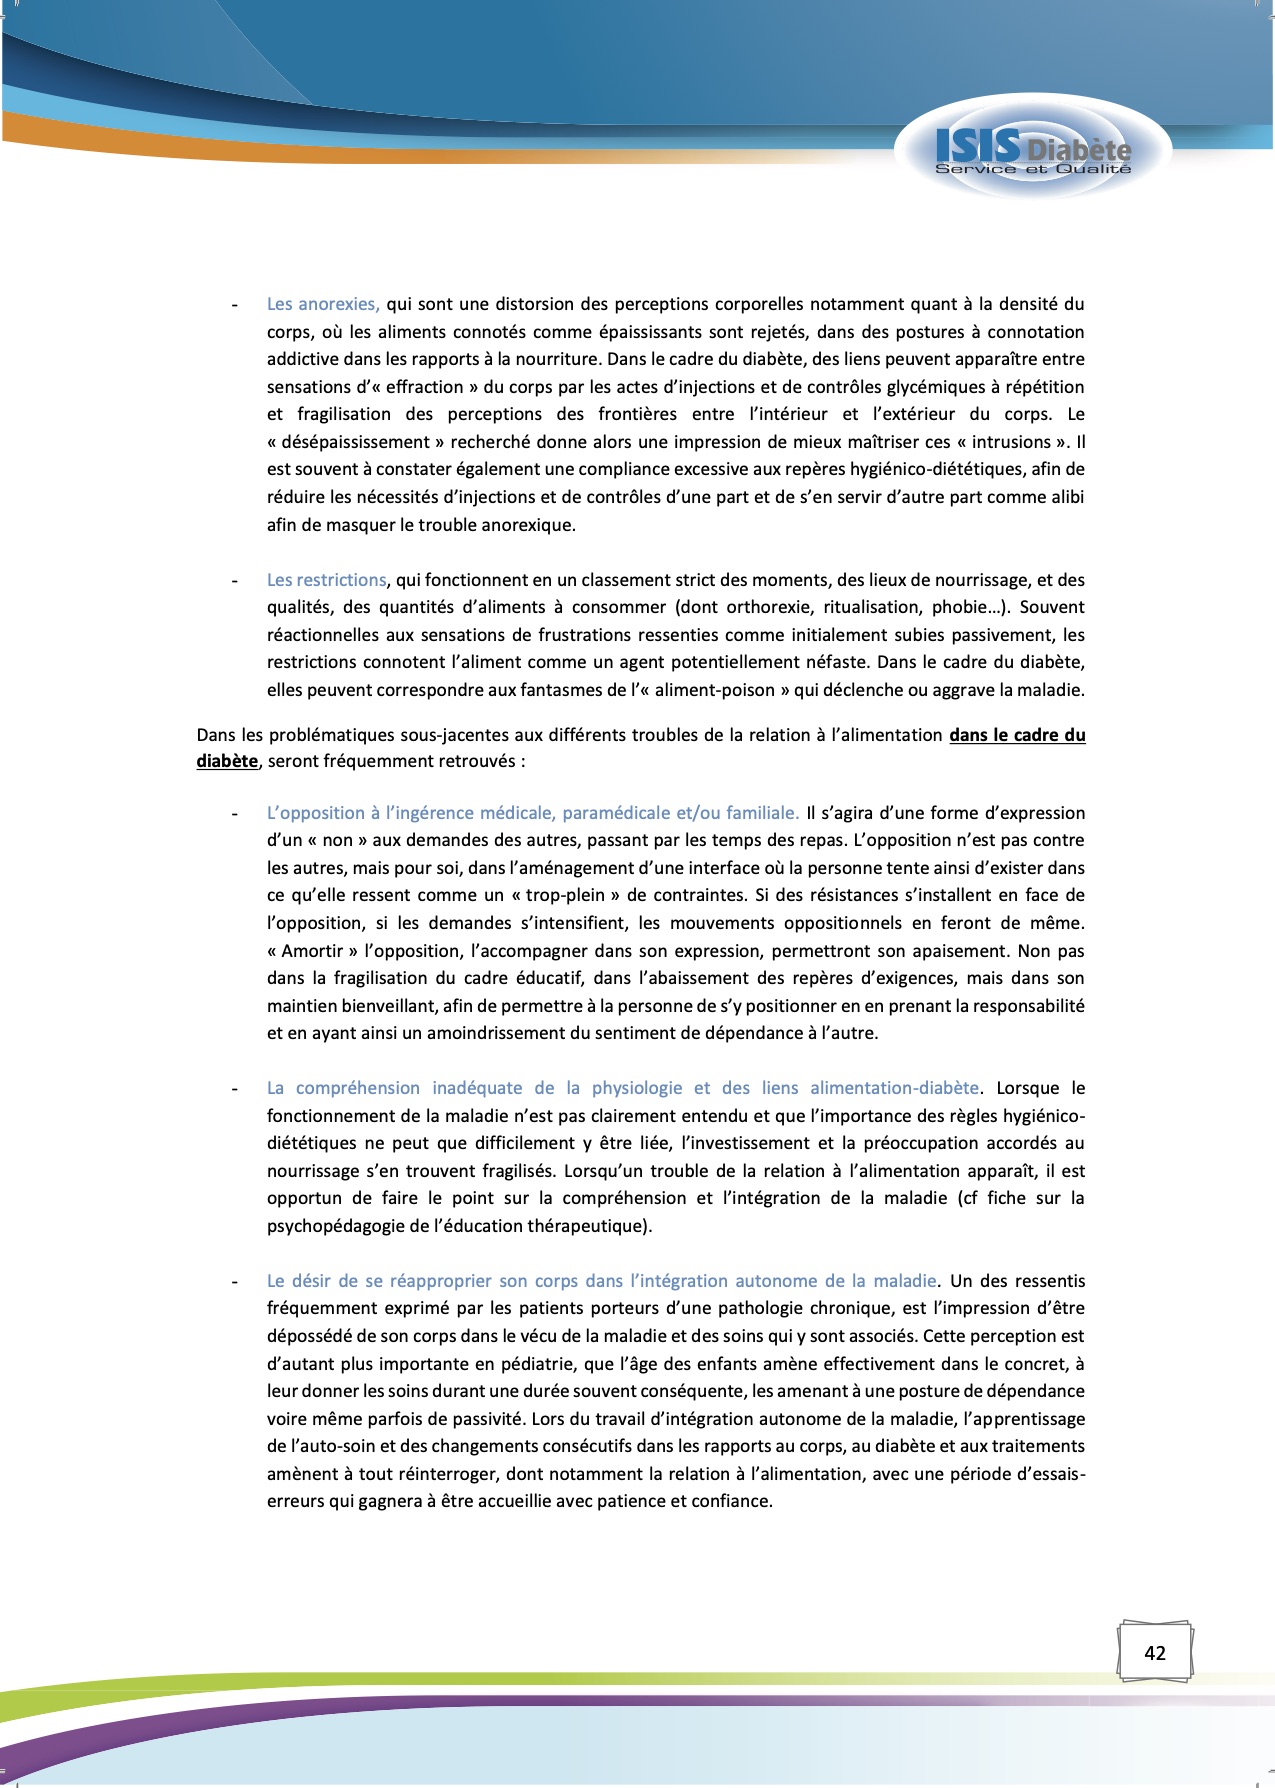 ISIS Diabète
Service et Qualité
- Les anorexies, qui sont une distorsion des perceptions corporelles notamment quant à la densité du
corps, où les aliments connotés comme épaississants sont rejetés, dans des postures à connotation
addictive dans les rapports à la nourriture. Dans le cadre du diabète, des liens peuvent apparaître entre
sensations d’« effraction » du corps par les actes d’injections et de contrôles glycémiques à répétition
et fragilisation des perceptions des frontières entre l’intérieur et l’extérieur du corps. Le
« désépaississement » recherché donne alors une impression de mieux maîtriser ces « intrusions ». Il
est souvent à constater également une compliance excessive aux repères hygiénico-diététiques, afin de
réduire les nécessités d’injections et de contrôles d’une part et de s’en servir d’autre part comme alibi
afin de masquer le trouble anorexique.
- Les restrictions, qui fonctionnent en un classement strict des moments, des lieux de nourrissage, et des
qualités, des quantités d’aliments à consommer (dont orthorexie, ritualisation, phobie…). Souvent
réactionnelles aux sensations de frustrations ressenties comme initialement subies passivement, les
restrictions connotent l’aliment comme un agent potentiellement néfaste. Dans le cadre du diabète,
elles peuvent correspondre aux fantasmes de l’« aliment-poison » qui déclenche ou aggrave la maladie.
Dans les problématiques sous-jacentes aux différents troubles de la relation à l’alimentation dans le cadre du
diabète, seront fréquemment retrouvés :
- L’opposition à l’ingérence médicale, paramédicale et/ou familiale. Il s’agira d’une forme d’expression
d’un « non » aux demandes des autres, passant par les temps des repas. L’opposition n’est pas contre
les autres, mais pour soi, dans l’aménagement d’une interface où la personne tente ainsi d’exister dans
ce qu’elle ressent comme un « trop-plein » de contraintes. Si des résistances s’installent en face de
l’opposition, si les demandes s’intensifient, les mouvements oppositionnels en feront de même.
« Amortir » l’opposition, l’accompagner dans son expression, permettront son apaisement. Non pas
dans la fragilisation du cadre éducatif, dans l’abaissement des repères d’exigences, mais dans son
maintien bienveillant, afin de permettre à la personne de s’y positionner en en prenant la responsabilité
et en ayant ainsi un amoindrissement du sentiment de dépendance à l’autre.
- La compréhension inadéquate de la physiologie et des liens alimentation-diabète. Lorsque le
fonctionnement de la maladie n’est pas clairement entendu et que l’importance des règles hygiénico-
diététiques ne peut que difficilement y être liée, l’investissement et la préoccupation accordés au
nourrissage s’en trouvent fragilisés. Lorsqu’un trouble de la relation à l’alimentation apparaît, il est
opportun de faire le point sur la compréhension et l’intégration de la maladie (cf fiche sur la
psychopédagogie de l’éducation thérapeutique).
- Le désir de se réapproprier son corps dans l’intégration autonome de la maladie. Un des ressentis
fréquemment exprimé par les patients porteurs d’une pathologie chronique, est l’impression d’être
dépossédé de son corps dans le vécu de la maladie et des soins qui y sont associés. Cette perception est
d’autant plus importante en pédiatrie, que l’âge des enfants amène effectivement dans le concret, à
leur donner les soins durant une durée souvent conséquente, les amenant à une posture de dépendance
voire même parfois de passivité. Lors du travail d’intégration autonome de la maladie, l’apprentissage
de l’auto-soin et des changements consécutifs dans les rapports au corps, au diabète et aux traitements
amènent à tout réinterroger, dont notamment la relation à l’alimentation, avec une période d’essais-
erreurs qui gagnera à être accueillie avec patience et confiance.
42